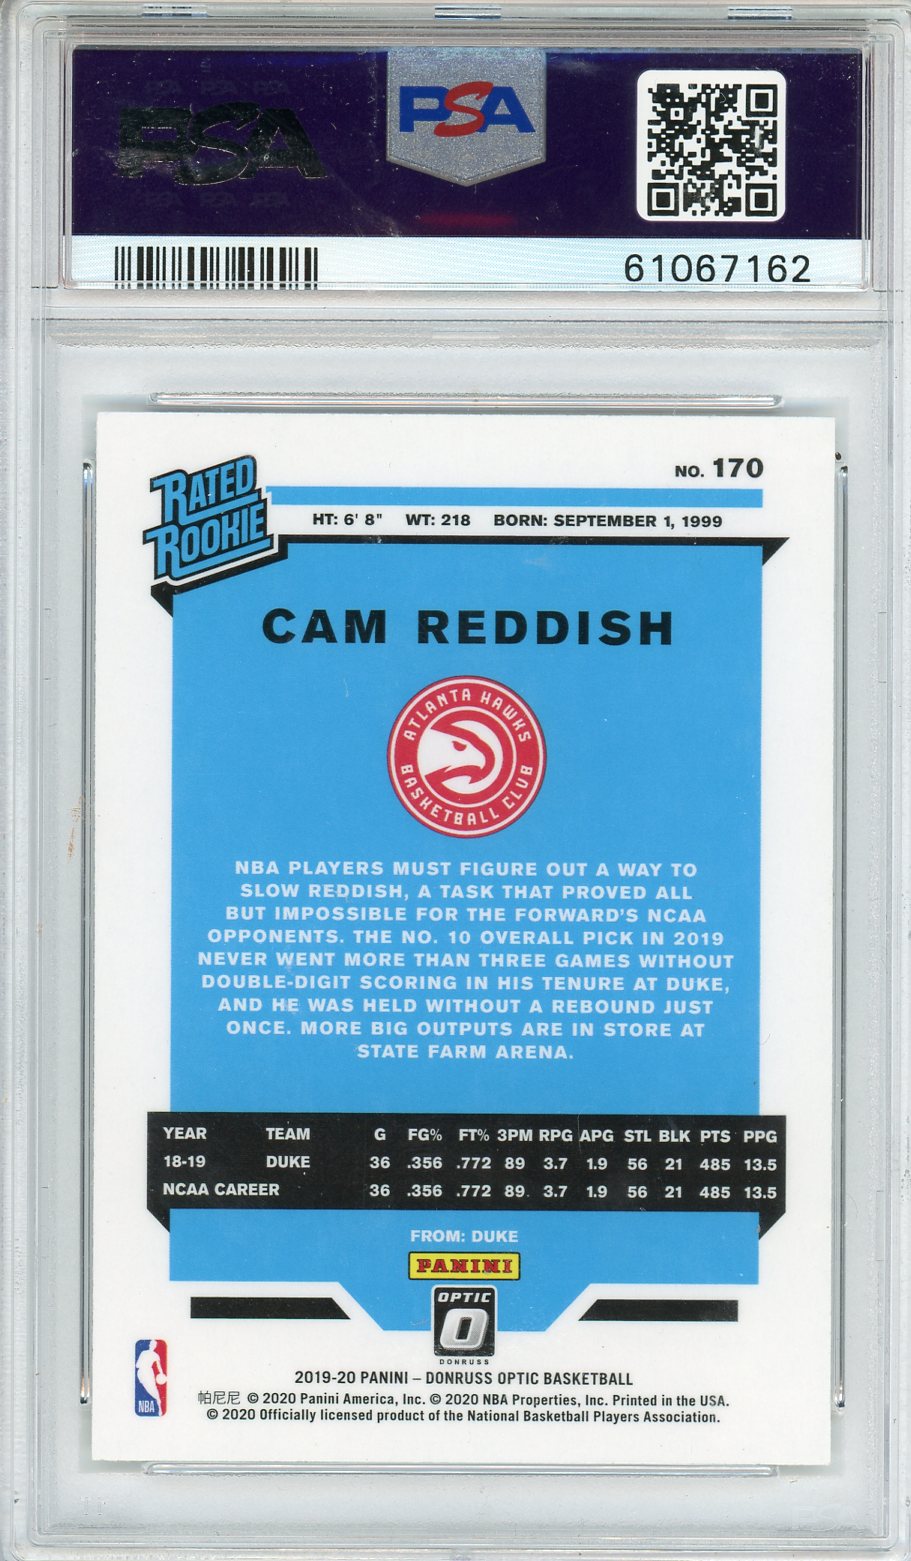 PSA
PSA
61067162
RATED
ROOKIE
NO. 170
HT: 6' 8" WT: 218 BORN: SEPTEMBER 1, 1999
CAM REDDISH
ATLANTA HAWKS
BASKETBALL CLUB
NBA PLAYERS MUST FIGURE OUT A WAY TO
SLOW REDDISH, A TASK THAT PROVED ALL
BUT IMPOSSIBLE FOR THE FORWARD'S NCAA
OPPONENTS. THE NO. 10 OVERALL PICK IN 2019
NEVER WENT MORE THAN THREE GAMES WITHOUT
DOUBLE-DIGIT SCORING IN HIS TENURE AT DUKE,
AND HE WAS HELD WITHOUT A REBOUND JUST
ONCE. MORE BIG OUTPUTS ARE IN STORE AT
STATE FARM ARENA.
YEAR TEAM G FG% FT% 3PM RPG APG STL BLK PTS PPG
18-19 DUKE 36 .356 .772 89 3.7 1.9 56 21 485 13.5
NCAA CAREER 36 .356 .772 89 3.7 1.9 56 21 485 13.5
FROM: DUKE
PANINI
OPTIC
O
DONRUSS
NBA
2019-20 PANINI – DONRUSS OPTIC BASKETBALL
帕尼尼 © 2020 Panini America, Inc. © 2020 NBA Properties, Inc. Printed in the USA.
© 2020 Officially licensed product of the National Basketball Players Association.